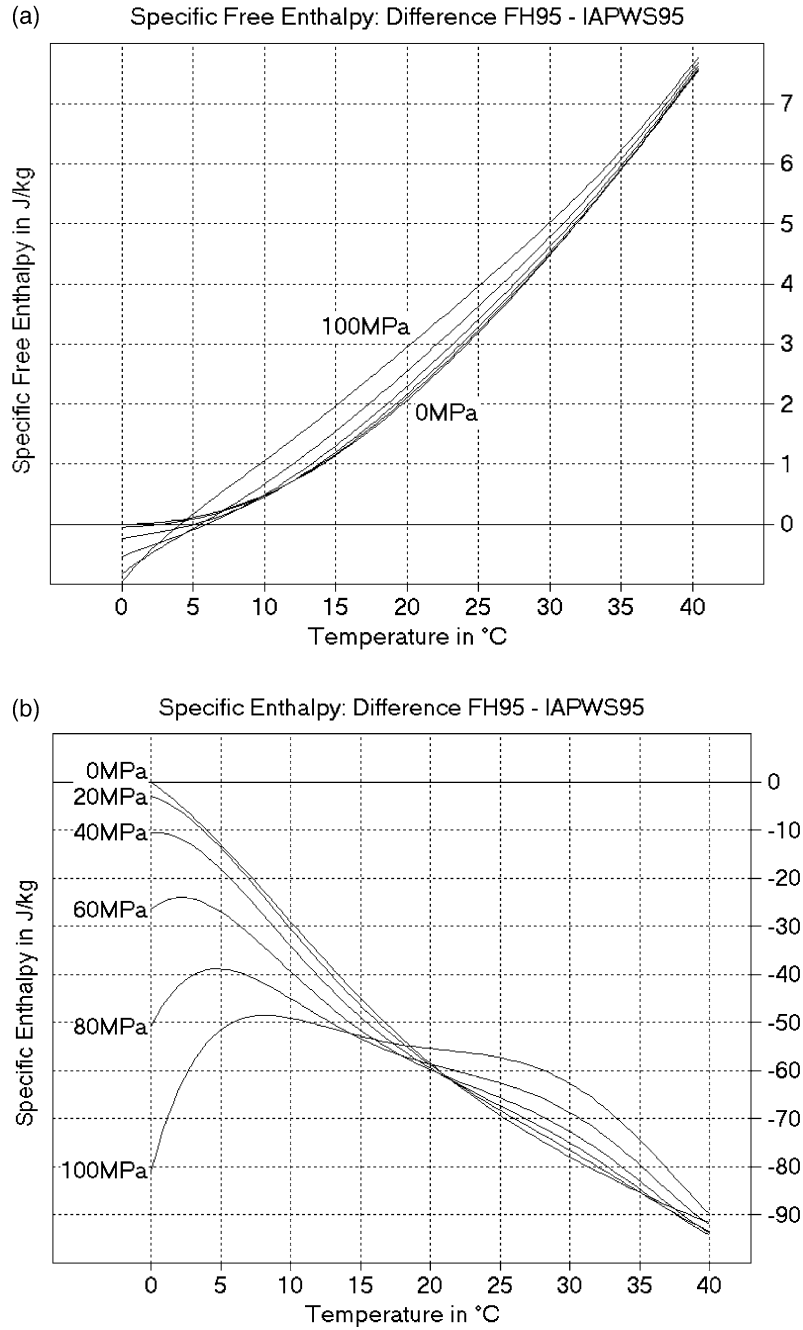 (a)
Specific Free Enthalpy: Difference FH95 - IAPWS95
Specific Free Enthalpy in J/kg
7
6
5
4
3
2
1
0
100MPa
0MPa
0 5 10 15 20 25 30 35 40
Temperature in °C
(b)
Specific Enthalpy: Difference FH95 - IAPWS95
Specific Enthalpy in J/kg
0MPa
20MPa
40MPa
60MPa
80MPa
100MPa
0
-10
-20
-30
-40
-50
-60
-70
-80
-90
0 5 10 15 20 25 30 35 40
Temperature in °C